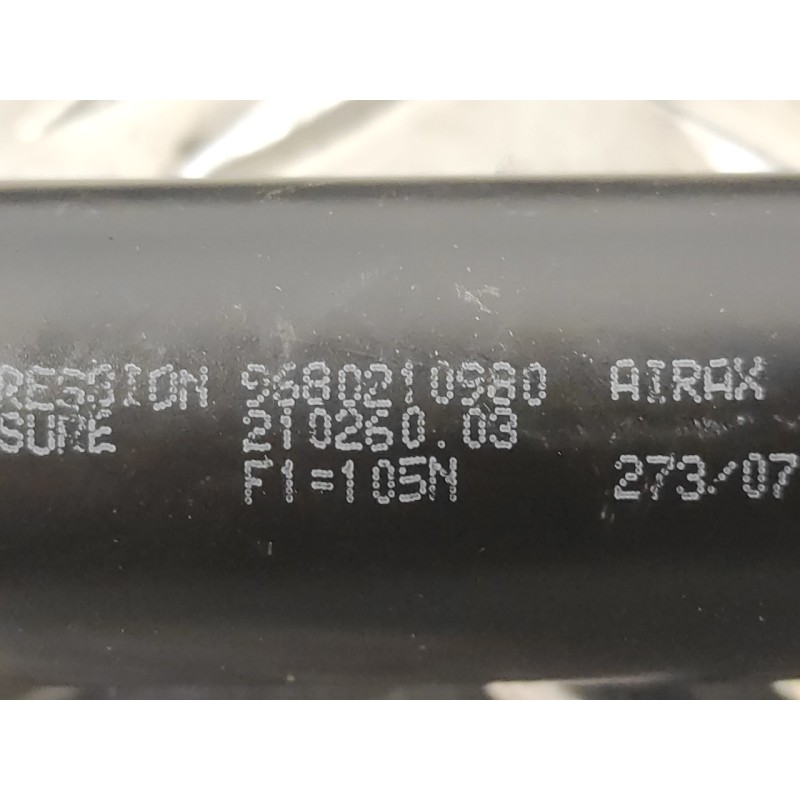 RESSION 9680210980 AIRAX
SURE 210260.03
F1=105N 273/07